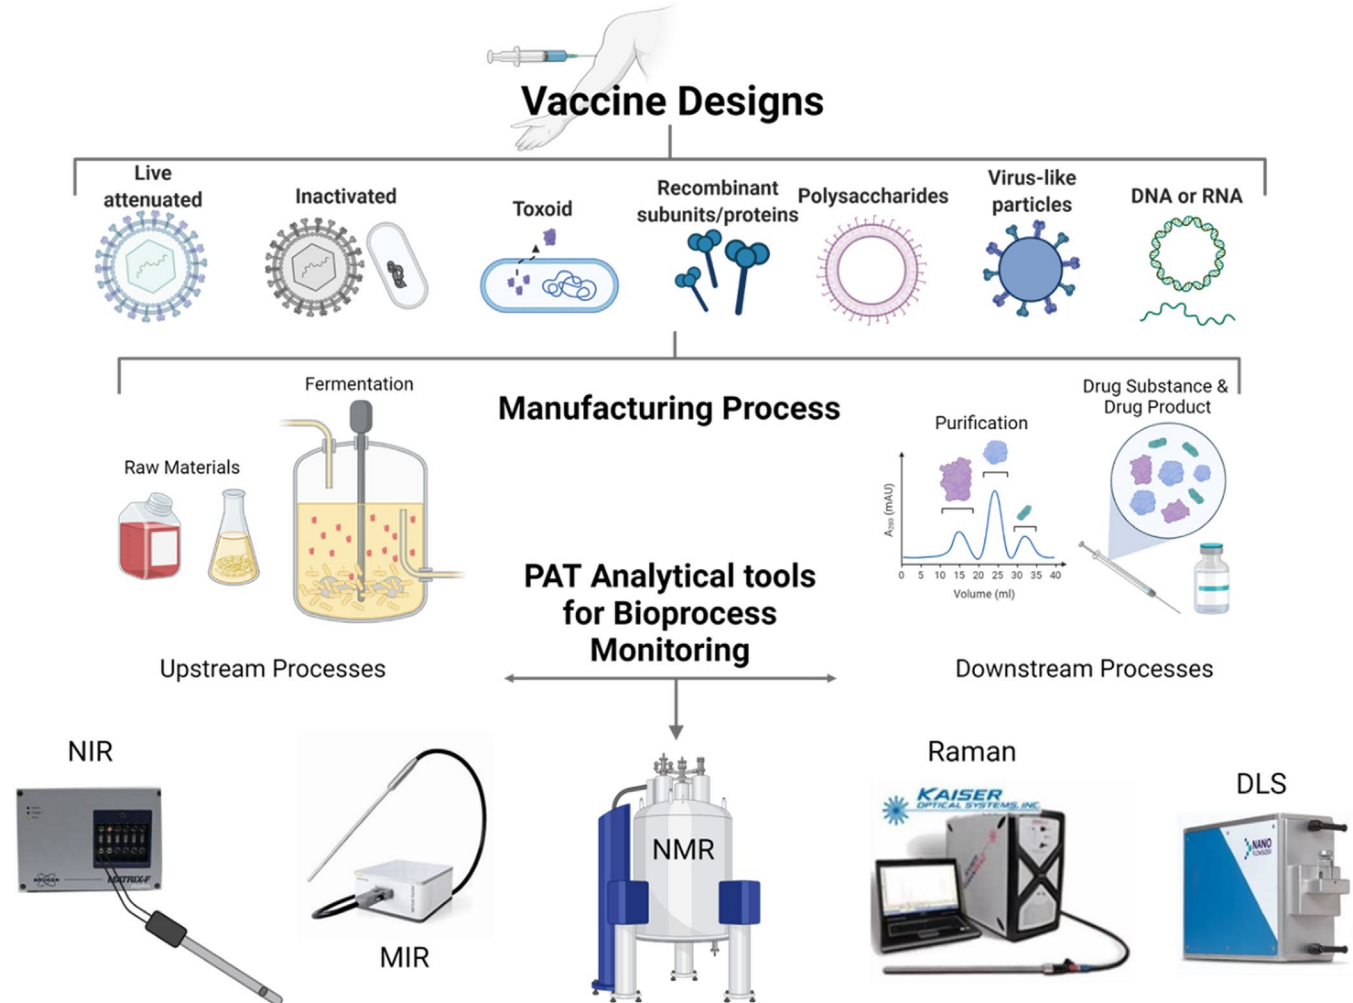 Vaccine Designs
Live
attenuated
Inactivated
Toxoid
Recombinant
subunits/proteins
Polysaccharides
Virus-like
particles
DNA or RNA
Manufacturing Process
Raw Materials
Fermentation
Purification
A₂₈₀ (mAU)
0 5 10 15 20 25 30 35 40
Volume (ml)
Drug Substance &
Drug Product
Upstream Processes
PAT Analytical tools
for Bioprocess
Monitoring
Downstream Processes
NIR
BRUKER
MATRIX-F
MIR
NMR
Raman
KAISER
OPTICAL SYSTEMS, INC.
DLS
NANO
FLOWSIZER